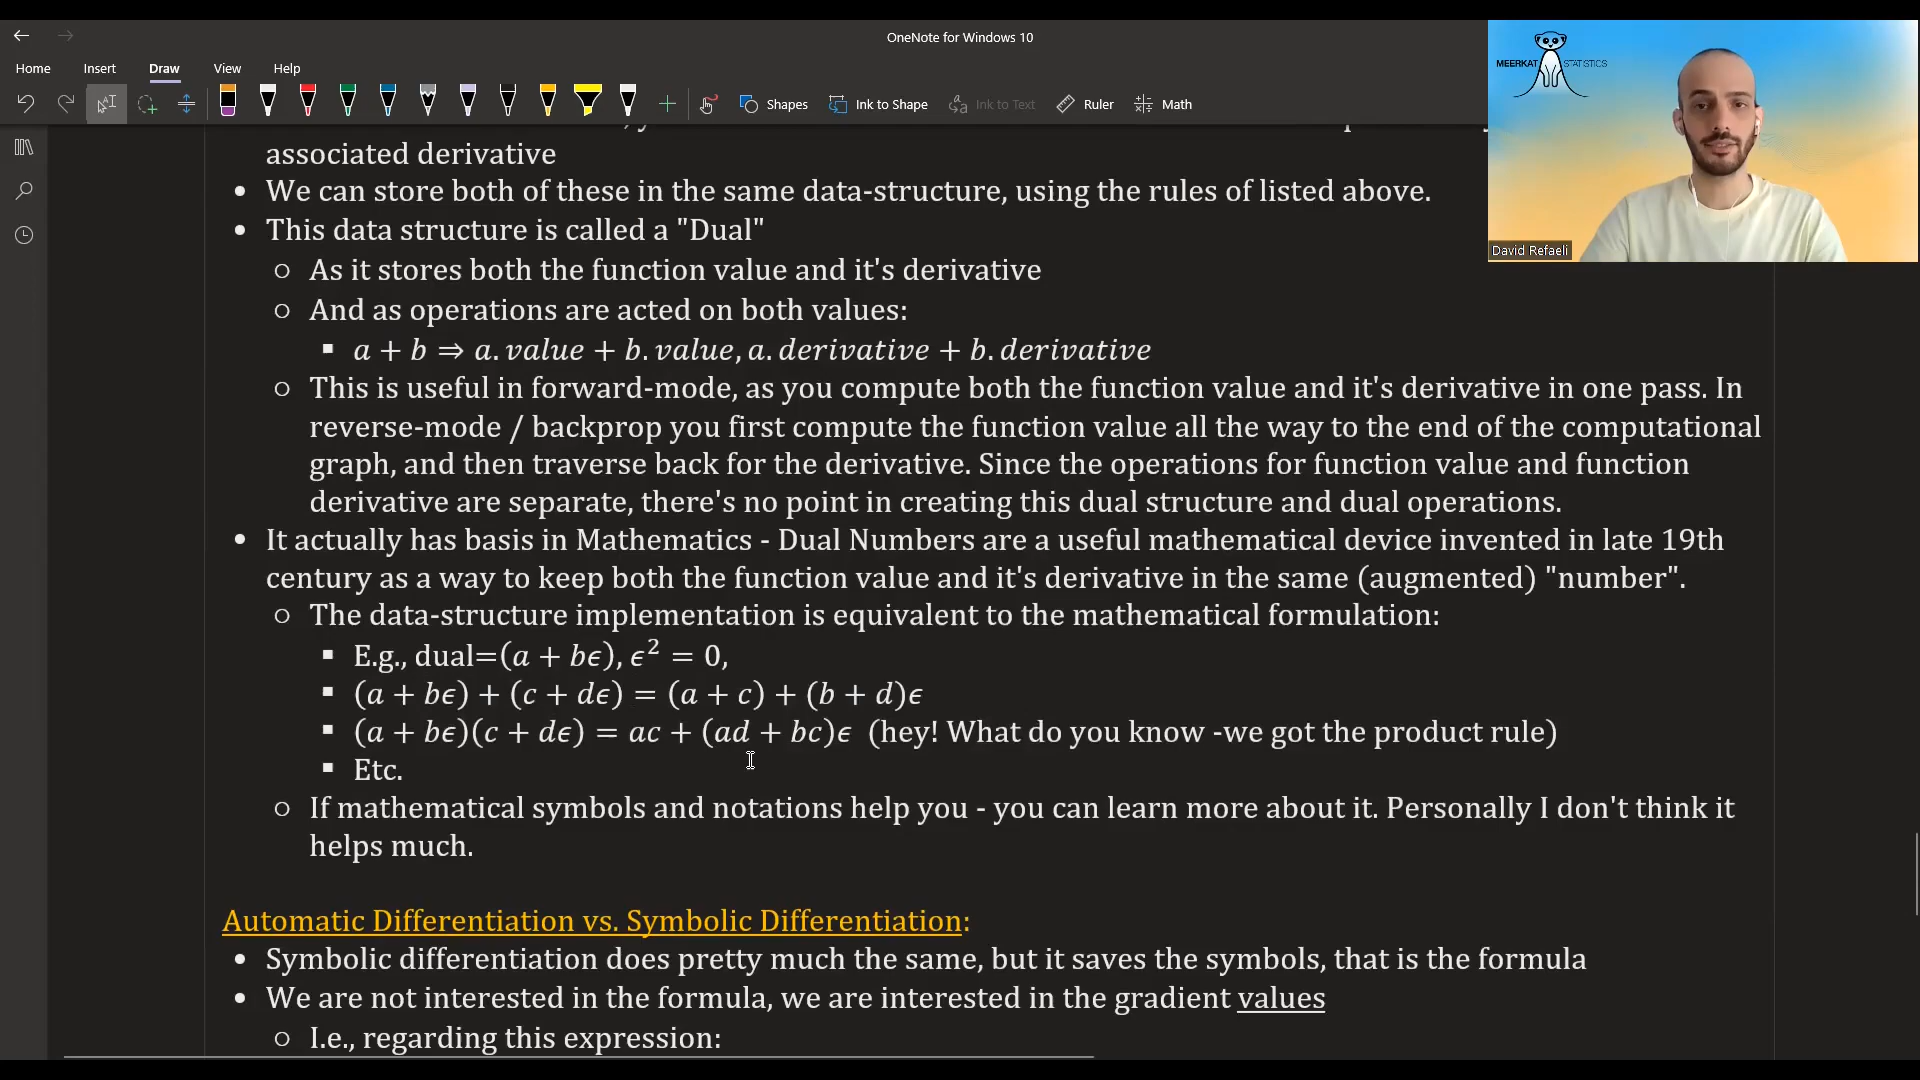 OneNote for Windows 10
Home Insert Draw View Help
Shapes Ink to Shape Ink to Text Ruler Math
MEERKAT STATISTICS
David Refaeli
associated derivative
• We can store both of these in the same data-structure, using the rules of listed above.
• This data structure is called a "Dual"
○ As it stores both the function value and it's derivative
○ And as operations are acted on both values:
▪ a + b ⇒ a. value + b. value, a. derivative + b. derivative
○ This is useful in forward-mode, as you compute both the function value and it's derivative in one pass. In
reverse-mode / backprop you first compute the function value all the way to the end of the computational
graph, and then traverse back for the derivative. Since the operations for function value and function
derivative are separate, there's no point in creating this dual structure and dual operations.
• It actually has basis in Mathematics - Dual Numbers are a useful mathematical device invented in late 19th
century as a way to keep both the function value and it's derivative in the same (augmented) "number".
○ The data-structure implementation is equivalent to the mathematical formulation:
▪ E.g., dual=(a + bϵ), ϵ² = 0,
▪ (a + bϵ) + (c + dϵ) = (a + c) + (b + d)ϵ
▪ (a + bϵ)(c + dϵ) = ac + (ad + bc)ϵ (hey! What do you know -we got the product rule)
▪ Etc.
○ If mathematical symbols and notations help you - you can learn more about it. Personally I don't think it
helps much.
Automatic Differentiation vs. Symbolic Differentiation:
• Symbolic differentiation does pretty much the same, but it saves the symbols, that is the formula
• We are not interested in the formula, we are interested in the gradient values
○ I.e., regarding this expression: